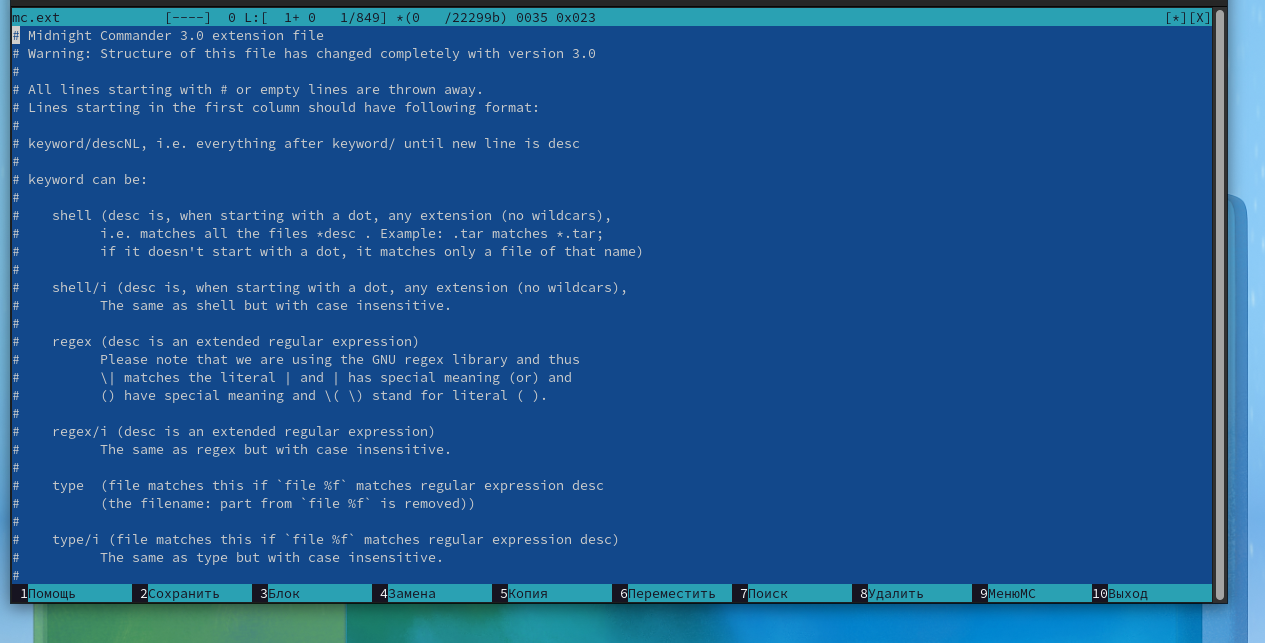 mc.ext [----] 0 L:[ 1+ 0 1/849] *(0 /22299b) 0035 0x023 [*][X]
# Midnight Commander 3.0 extension file
# Warning: Structure of this file has changed completely with version 3.0
#
# All lines starting with # or empty lines are thrown away.
# Lines starting in the first column should have following format:
#
# keyword/descNL, i.e. everything after keyword/ until new line is desc
#
# keyword can be:
#
#    shell (desc is, when starting with a dot, any extension (no wildcars),
#          i.e. matches all the files *desc . Example: .tar matches *.tar;
#          if it doesn't start with a dot, it matches only a file of that name)
#
#    shell/i (desc is, when starting with a dot, any extension (no wildcars),
#          The same as shell but with case insensitive.
#
#    regex (desc is an extended regular expression)
#          Please note that we are using the GNU regex library and thus
#          \| matches the literal | and | has special meaning (or) and
#          () have special meaning and \( \) stand for literal ( ).
#
#    regex/i (desc is an extended regular expression)
#          The same as regex but with case insensitive.
#
#    type  (file matches this if `file %f` matches regular expression desc
#          (the filename: part from `file %f` is removed))
#
#    type/i (file matches this if `file %f` matches regular expression desc)
#          The same as type but with case insensitive.
#
1Помощь 2Сохранить 3Блок 4Замена 5Копия 6Переместить 7Поиск 8Удалить 9МенюМС 10Выход